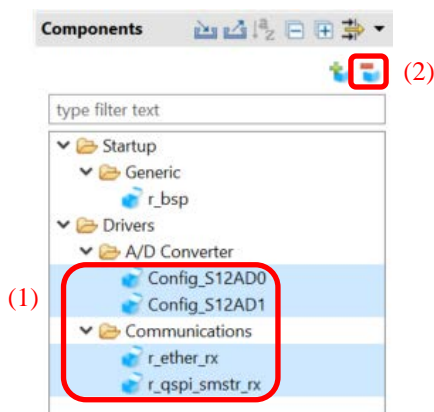 Components
(2)
type filter text
Startup
Generic
r_bsp
Drivers
A/D Converter
(1)
Config_S12AD0
Config_S12AD1
Communications
r_ether_rx
r_qspi_smstr_rx